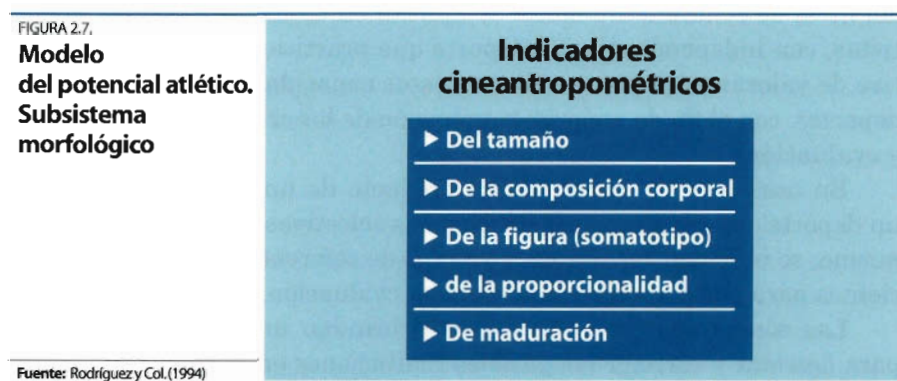 FIGURA 2.7.
Modelo
del potencial atlético.
Subsistema
morfológico
Fuente: Rodríguez y Col. (1994)
Indicadores
cineantropométricos
▶ Del tamaño
▶ De la composición corporal
▶ De la figura (somatotipo)
▶ de la proporcionalidad
▶ De maduración